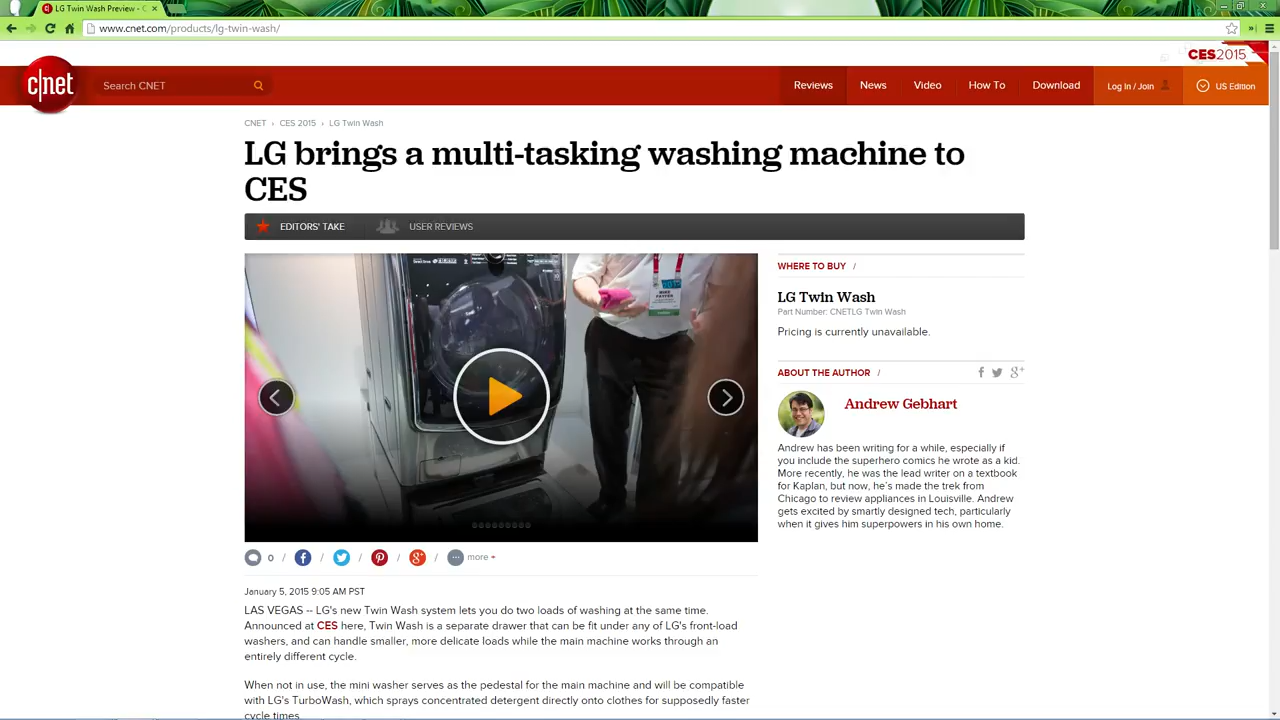 LG Twin Wash Preview - C
www.cnet.com/products/lg-twin-wash/
CES2015
c|net
Search CNET
Reviews
News
Video
How To
Download
Log In / Join
US Edition
CNET › CES 2015 › LG Twin Wash
LG brings a multi-tasking washing machine to
CES
EDITORS' TAKE
USER REVIEWS
WHERE TO BUY /
LG Twin Wash
Part Number: CNETLG Twin Wash
Pricing is currently unavailable.
ABOUT THE AUTHOR /
Andrew Gebhart
Andrew has been writing for a while, especially if
you include the superhero comics he wrote as a kid.
More recently, he was the lead writer on a textbook
for Kaplan, but now, he's made the trek from
Chicago to review appliances in Louisville. Andrew
gets excited by smartly designed tech, particularly
when it gives him superpowers in his own home.
0 / / / / / more
January 5, 2015 9:05 AM PST
LAS VEGAS -- LG's new Twin Wash system lets you do two loads of washing at the same time.
Announced at CES here, Twin Wash is a separate drawer that can be fit under any of LG's front-load
washers, and can handle smaller, more delicate loads while the main machine works through an
entirely different cycle.
When not in use, the mini washer serves as the pedestal for the main machine and will be compatible
with LG's TurboWash, which sprays concentrated detergent directly onto clothes for supposedly faster
cycle times.